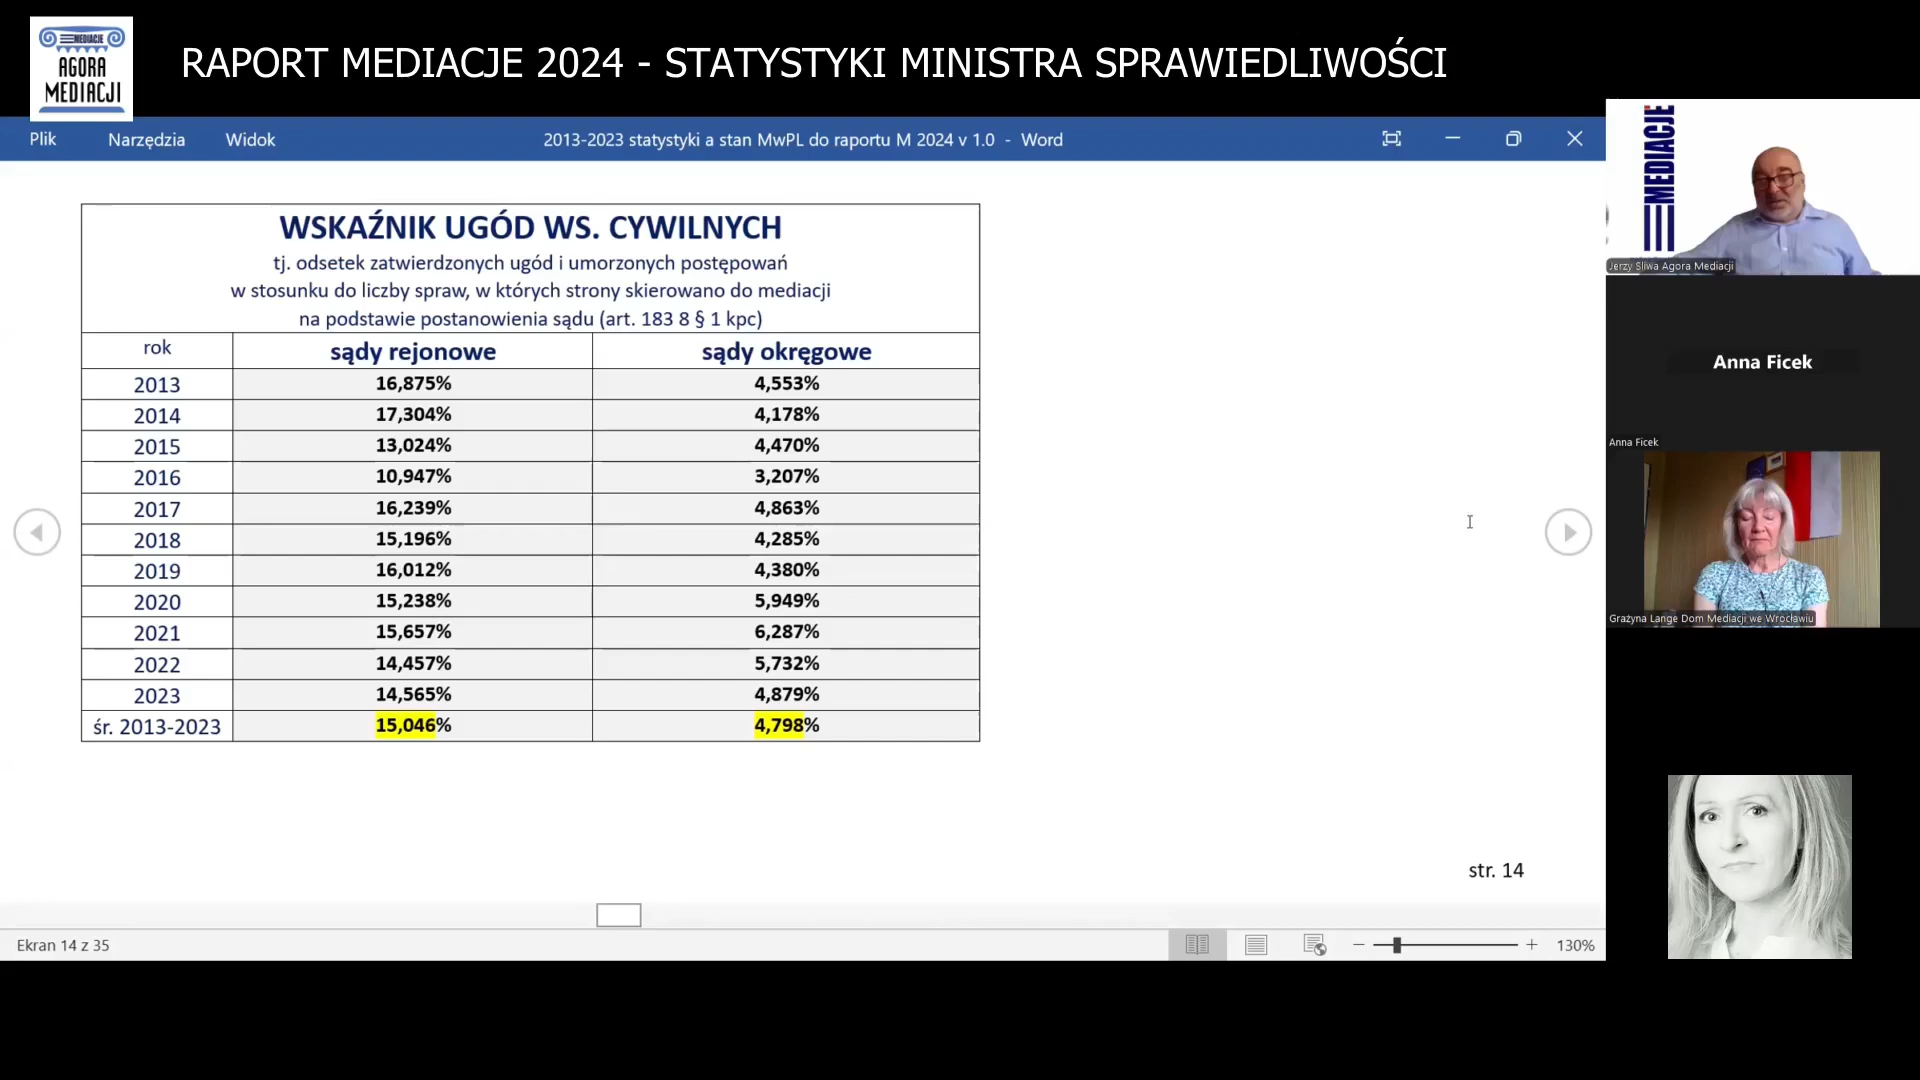 MEDIACJE
AGORA
MEDIACJI
RAPORT MEDIACJE 2024 - STATYSTYKI MINISTRA SPRAWIEDLIWOŚCI
Plik Narzędzia Widok 2013-2023 statystyki a stan MwPL do raportu M 2024 v 1.0 - Word
WSKAŹNIK UGÓD WS. CYWILNYCH
tj. odsetek zatwierdzonych ugód i umorzonych postępowań
w stosunku do liczby spraw, w których strony skierowano do mediacji
na podstawie postanowienia sądu (art. 183 8 § 1 kpc)
rok sądy rejonowe sądy okręgowe
2013 16,875% 4,553%
2014 17,304% 4,178%
2015 13,024% 4,470%
2016 10,947% 3,207%
2017 16,239% 4,863%
2018 15,196% 4,285%
2019 16,012% 4,380%
2020 15,238% 5,949%
2021 15,657% 6,287%
2022 14,457% 5,732%
2023 14,565% 4,879%
śr. 2013-2023 15,046% 4,798%
str. 14
Ekran 14 z 35
130%
MEDIACJE
Jerzy Śliwa Agora Mediacji
Anna Ficek
Anna Ficek
Grażyna Lange Dom Mediacji we Wrocławiu